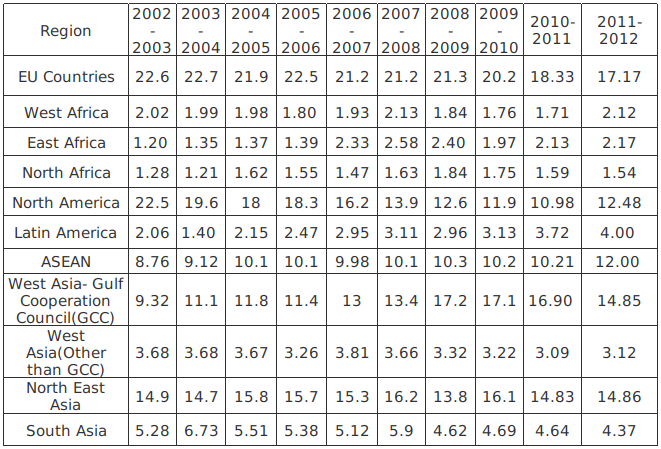 Region 2002 - 2003 2003 - 2004 2004 - 2005 2005 - 2006 2006 - 2007 2007 - 2008 2008 - 2009 2009 - 2010 2010- 2011 2011- 2012
EU Countries 22.6 22.7 21.9 22.5 21.2 21.2 21.3 20.2 18.33 17.17
West Africa 2.02 1.99 1.98 1.80 1.93 2.13 1.84 1.76 1.71 2.12
East Africa 1.20 1.35 1.37 1.39 2.33 2.58 2.40 1.97 2.13 2.17
North Africa 1.28 1.21 1.62 1.55 1.47 1.63 1.84 1.75 1.59 1.54
North America 22.5 19.6 18 18.3 16.2 13.9 12.6 11.9 10.98 12.48
Latin America 2.06 1.40 2.15 2.47 2.95 3.11 2.96 3.13 3.72 4.00
ASEAN 8.76 9.12 10.1 10.1 9.98 10.1 10.3 10.2 10.21 12.00
West Asia- Gulf
Cooperation
Council(GCC) 9.32 11.1 11.8 11.4 13 13.4 17.2 17.1 16.90 14.85
West
Asia(Other
than GCC) 3.68 3.68 3.67 3.26 3.81 3.66 3.32 3.22 3.09 3.12
North East
Asia 14.9 14.7 15.8 15.7 15.3 16.2 13.8 16.1 14.83 14.86
South Asia 5.28 6.73 5.51 5.38 5.12 5.9 4.62 4.69 4.64 4.37